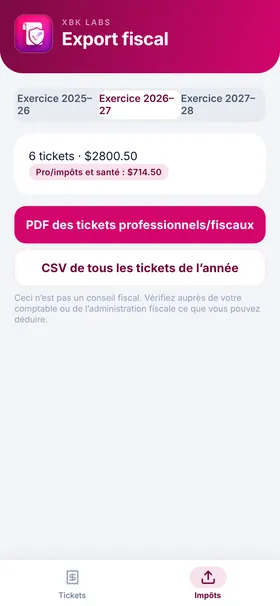 XBK LABS
Export fiscal
Exercice 2025–
26
Exercice 2026–
27
Exercice 2027–
28
6 tickets · $2800.50
Pro/impôts et santé : $714.50
PDF des tickets professionnels/fiscaux
CSV de tous les tickets de l’année
Ceci n’est pas un conseil fiscal. Vérifiez auprès de votre
comptable ou de l’administration fiscale ce que vous pouvez
déduire.
Tickets
Impôts